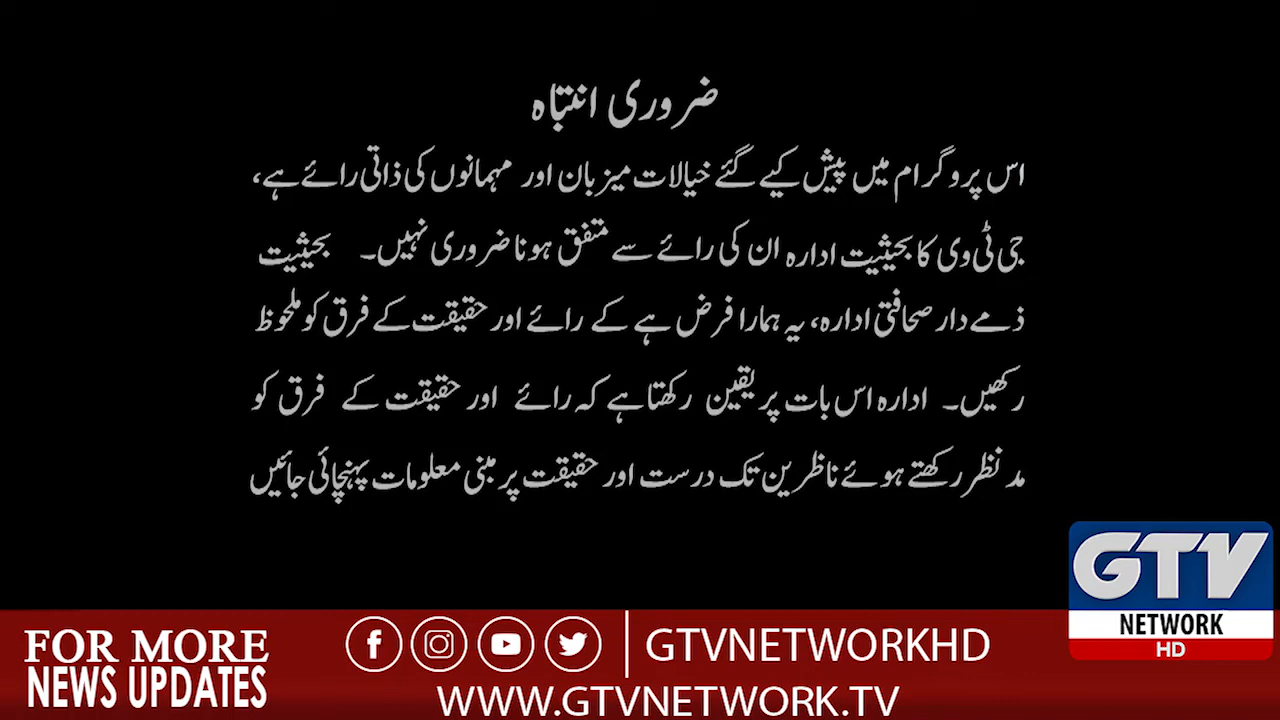 ضروری انتباہ
اس پروگرام میں پیش کیے گئے خیالات میزبان اور مہمانوں کی ذاتی رائے ہے،
جی ٹی وی کا بحیثیت ادارہ ان کی رائے سے متفق ہونا ضروری نہیں۔ بحیثیت
ذمے دار صحافتی ادارہ، یہ ہمارا فرض ہے کے رائے اور حقیقت کے فرق کو ملحوظ
رکھیں۔ ادارہ اس بات پر یقین رکھتا ہے کہ رائے اور حقیقت کے فرق کو
مد نظر رکھتے ہوئے ناظرین تک درست اور حقیقت پر مبنی معلومات پہنچائی جائیں
GTV
NETWORK
HD
FOR MORE
NEWS UPDATES
GTVNETWORKHD
WWW.GTVNETWORK.TV